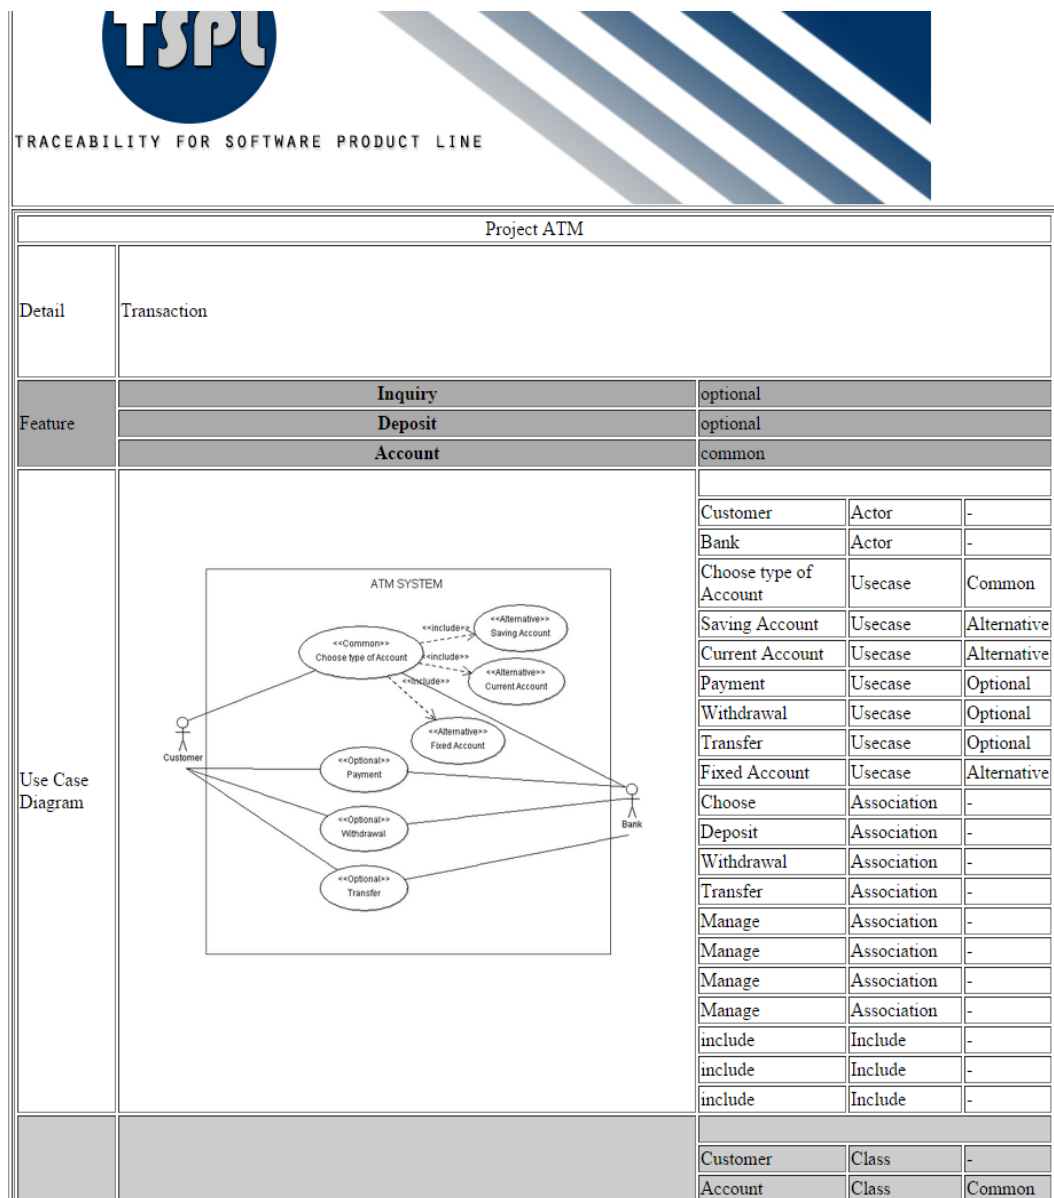 TSPL
TRACEABILITY FOR SOFTWARE PRODUCT LINE
Project ATM
Detail
Transaction
Feature
Inquiry optional
Deposit optional
Account common
Use Case
Diagram
ATM SYSTEM
<<Common>>
Choose type of Account
<<include>>
<<Alternative>>
Saving Account
<<include>>
<<Alternative>>
Current Account
<<include>>
<<Alternative>>
Fixed Account
Customer
<<Optional>>
Payment
<<Optional>>
Withdrawal
<<Optional>>
Transfer
Bank
Customer Actor -
Bank Actor -
Choose type of
Account Usecase Common
Saving Account Usecase Alternative
Current Account Usecase Alternative
Payment Usecase Optional
Withdrawal Usecase Optional
Transfer Usecase Optional
Fixed Account Usecase Alternative
Choose Association -
Deposit Association -
Withdrawal Association -
Transfer Association -
Manage Association -
Manage Association -
Manage Association -
Manage Association -
include Include -
include Include -
include Include -
Customer Class -
Account Class Common